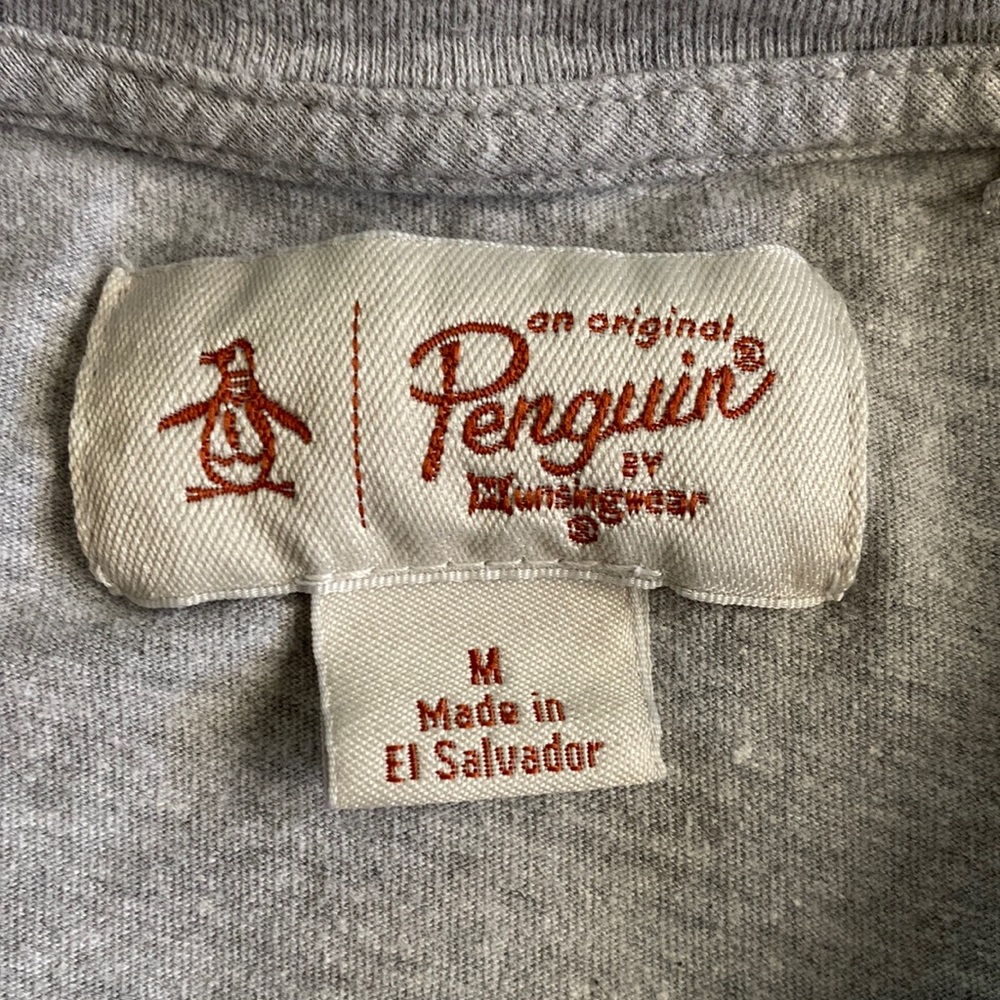 an original
Penguin®
BY
Munsingwear
®
M
Made in
El Salvador